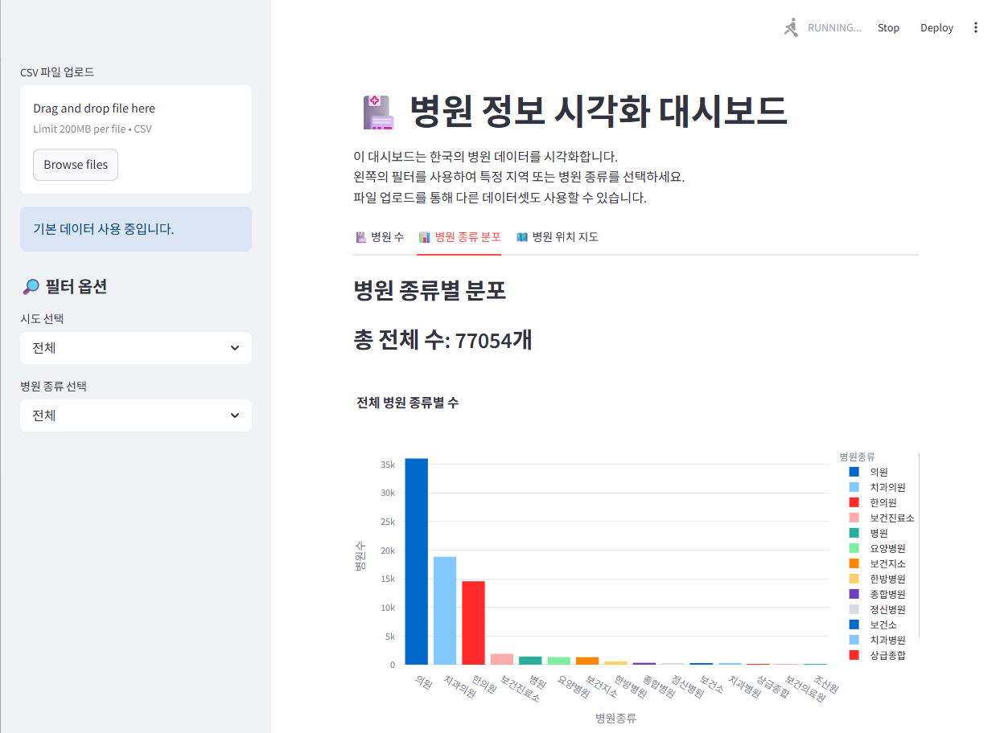 RUNNING...
Stop
Deploy
CSV 파일 업로드
Drag and drop file here
Limit 200MB per file • CSV
Browse files
기본 데이터 사용 중입니다.
필터 옵션
시도 선택
전체
병원 종류 선택
전체
병원 정보 시각화 대시보드
이 대시보드는 한국의 병원 데이터를 시각화합니다.
왼쪽의 필터를 사용하여 특정 지역 또는 병원 종류를 선택하세요.
파일 업로드를 통해 다른 데이터셋도 사용할 수 있습니다.
병원 수
병원 종류 분포
병원 위치 지도
병원 종류별 분포
총 전체 수: 77054개
전체 병원 종류별 수
병원수
35k
30k
25k
20k
15k
10k
5k
0
의원
치과의원
한의원
보건진료소
병원
요양병원
보건지소
한방병원
종합병원
정신병원
보건소
치과병원
상급종합
보건의료원
조산원
병원종류
병원종류
의원
치과의원
한의원
보건진료소
병원
요양병원
보건지소
한방병원
종합병원
정신병원
보건소
치과병원
상급종합